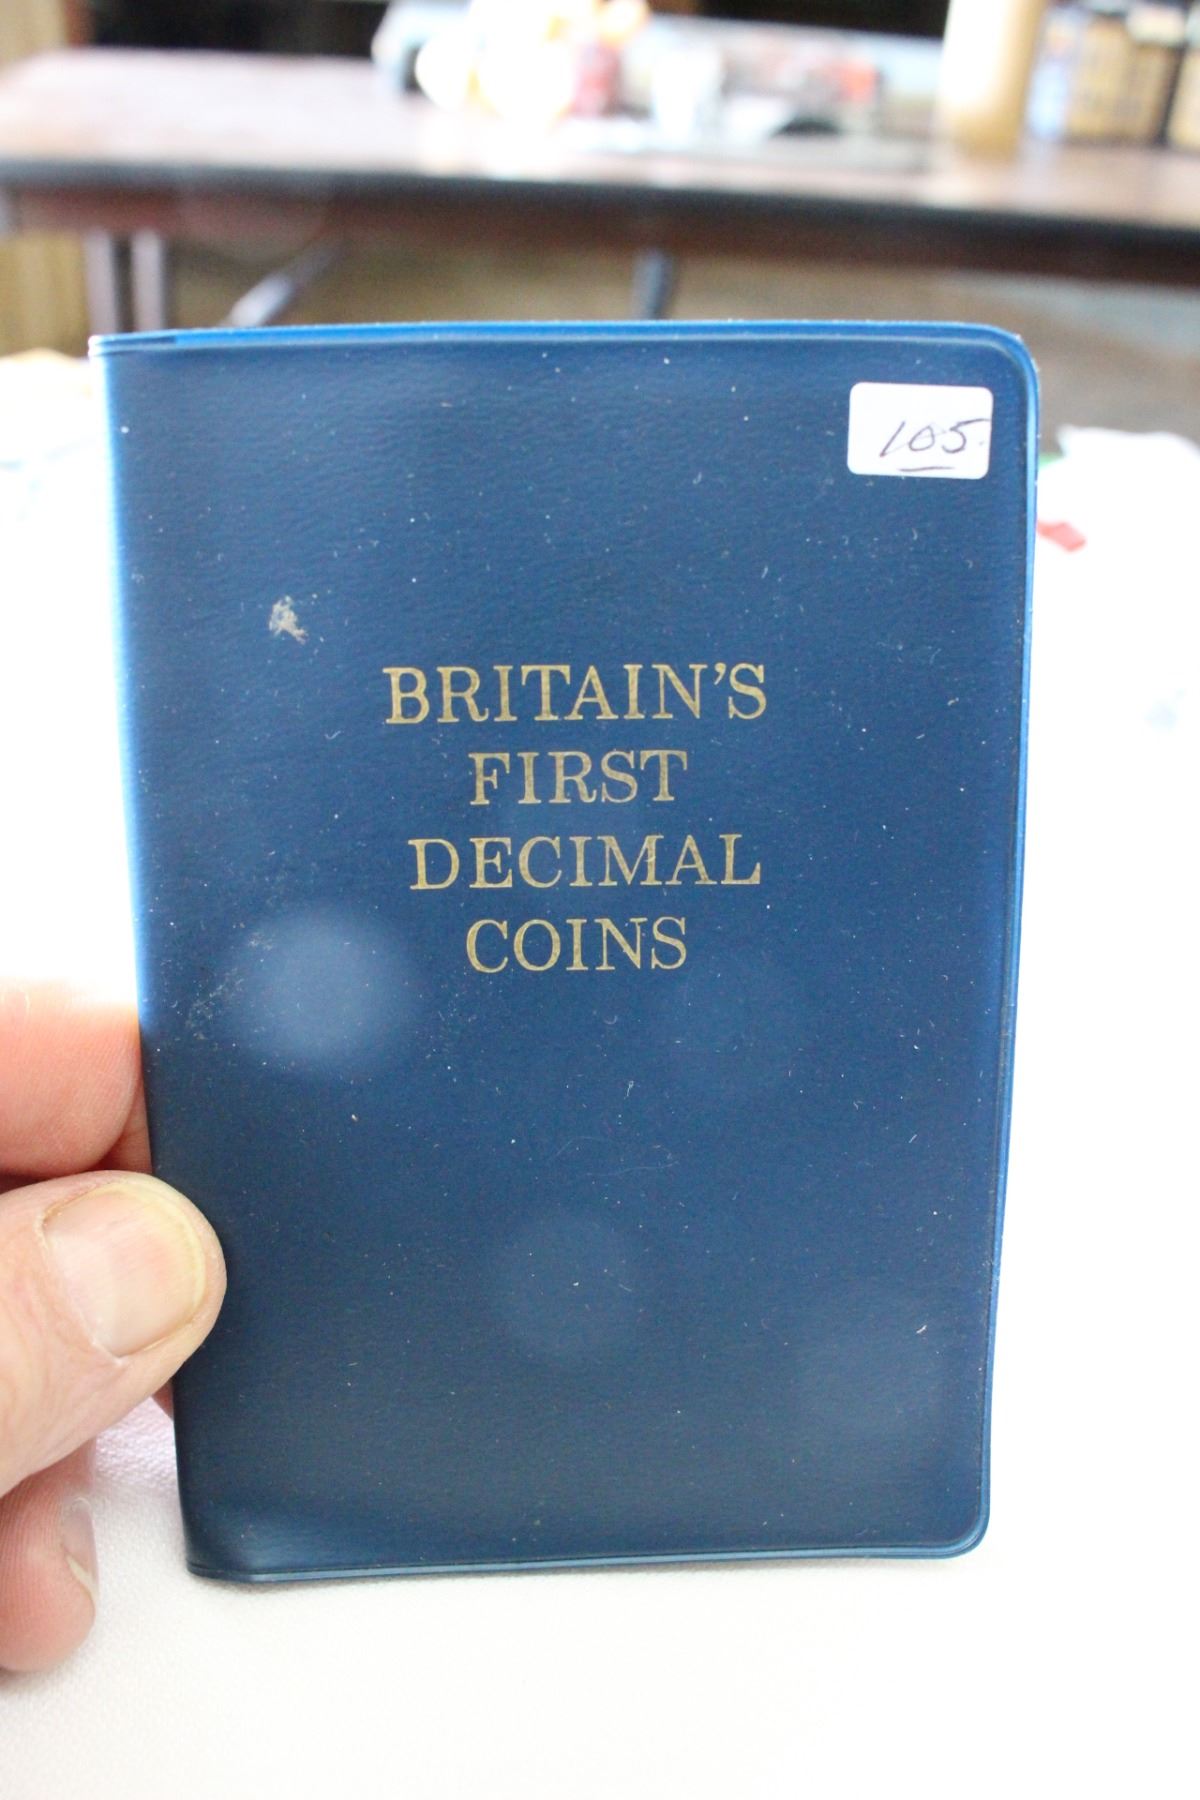 105.
BRITAIN'S
FIRST
DECIMAL
COINS